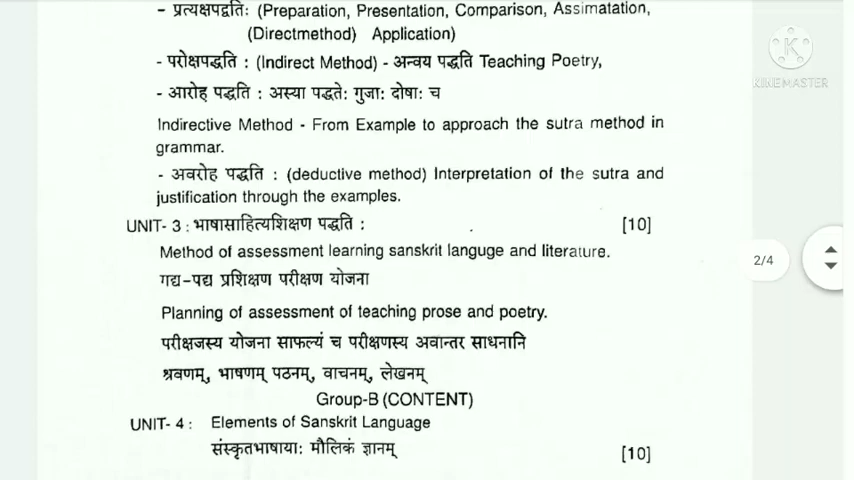 - प्रत्यक्षपद्वतिः (Preparation, Presentation, Comparison, Assimatation,
(Directmethod) Application)
- परोक्षपद्धति : (Indirect Method) - अन्वय पद्धति Teaching Poetry,
- आरोह पद्धति : अस्या पद्धते: गुजा: दोषा: च
Indirective Method - From Example to approach the sutra method in
grammar.
- अवरोह पद्धति : (deductive method) Interpretation of the sutra and
justification through the examples.
UNIT- 3 : भाषासाहित्यशिक्षण पद्धति : [10]
Method of assessment learning sanskrit languge and literature.
गद्य-पद्य प्रशिक्षण परीक्षण योजना
Planning of assessment of teaching prose and poetry.
परीक्षजस्य योजना साफल्यं च परीक्षणस्य अवान्तर साधनानि
श्रवणम्, भाषणम् पठनम्, वाचनम्, लेखनम्
Group-B (CONTENT)
UNIT- 4 : Elements of Sanskrit Language
संस्कृतभाषाया: मौलिकं ज्ञानम् [10]
K
KINEMASTER
2/4